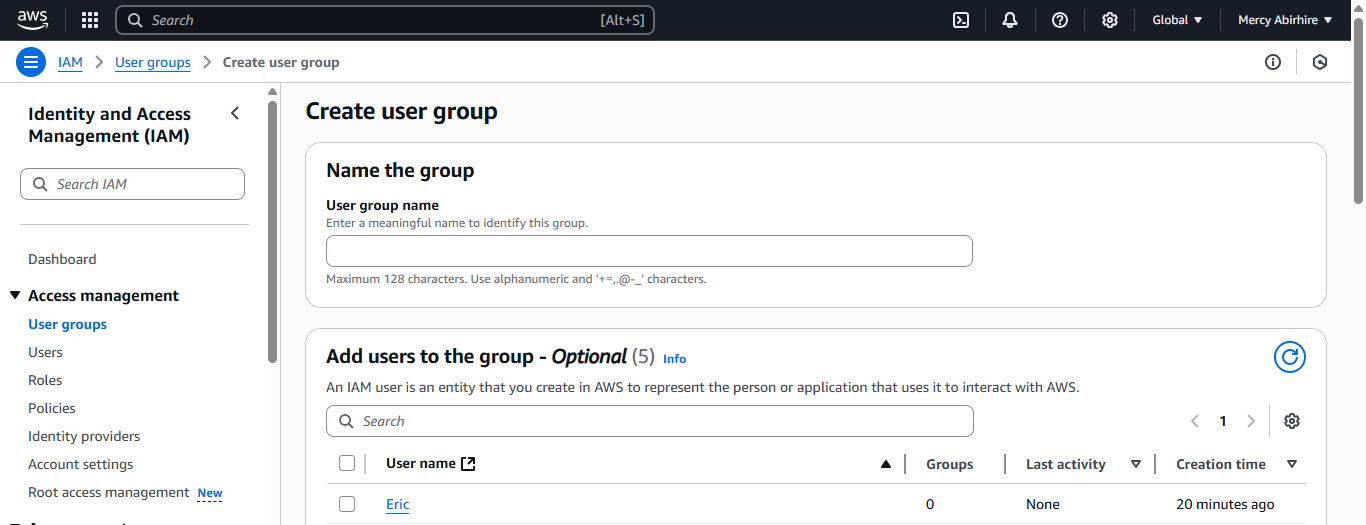 aws
Search [Alt+S]
Global
Mercy Abirhire
IAM
User groups
Create user group
Identity and Access
Management (IAM)
Search IAM
Dashboard
Access management
User groups
Users
Roles
Policies
Identity providers
Account settings
Root access management New
Create user group
Name the group
User group name
Enter a meaningful name to identify this group.
Maximum 128 characters. Use alphanumeric and '+=,.@-_' characters.
Add users to the group - Optional (5) Info
An IAM user is an entity that you create in AWS to represent the person or application that uses it to interact with AWS.
Search
1
User name Groups Last activity Creation time
Eric 0 None 20 minutes ago